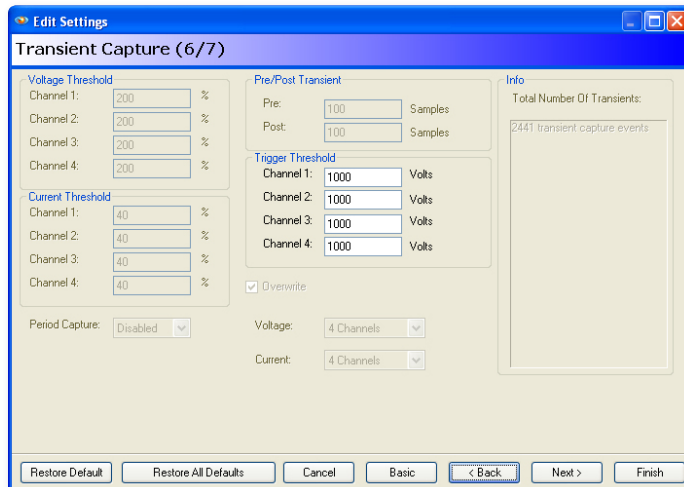 Edit Settings
Transient Capture (6/7)
Voltage Threshold
Channel 1: 200 %
Channel 2: 200 %
Channel 3: 200 %
Channel 4: 200 %
Current Threshold
Channel 1: 40 %
Channel 2: 40 %
Channel 3: 40 %
Channel 4: 40 %
Period Capture: Disabled
Pre/Post Transient
Pre: 100 Samples
Post: 100 Samples
Trigger Threshold
Channel 1: 1000 Volts
Channel 2: 1000 Volts
Channel 3: 1000 Volts
Channel 4: 1000 Volts
Overwrite
Voltage: 4 Channels
Current: 4 Channels
Info
Total Number Of Transients:
2441 transient capture events
Restore Default Restore All Defaults Cancel Basic < Back Next > Finish